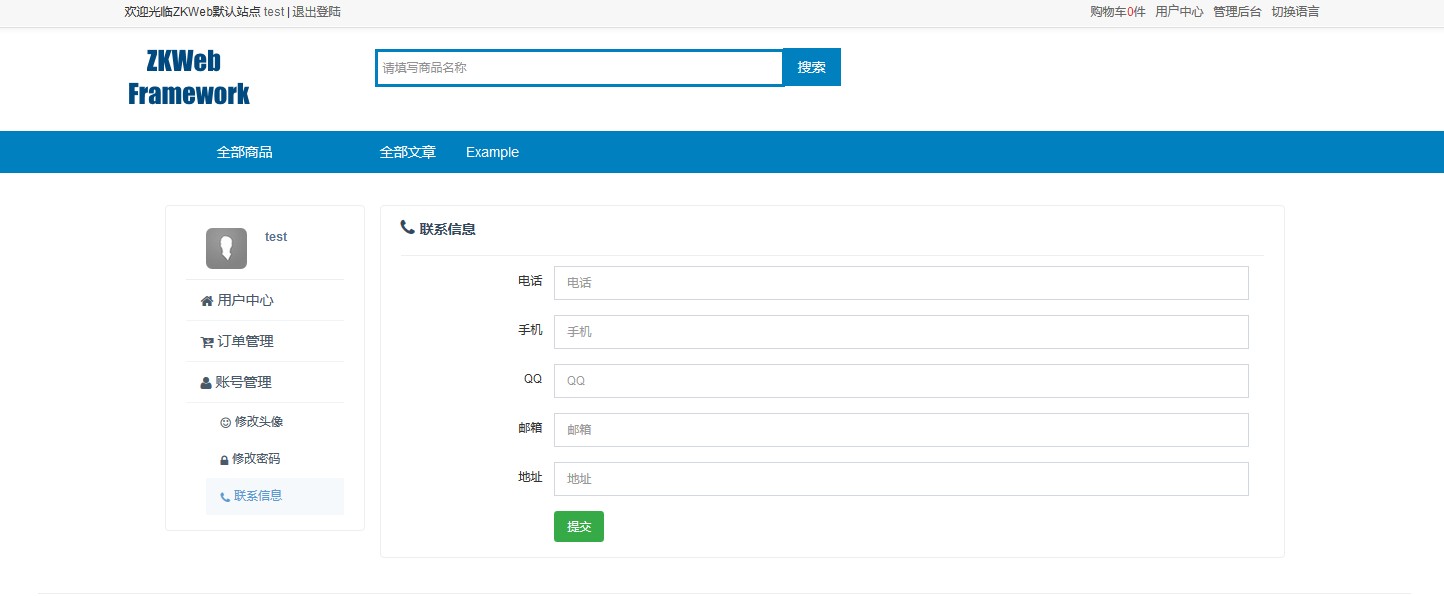 欢迎光临ZKWeb默认站点 test | 退出登陆 购物车0件 用户中心 管理后台 切换语言
ZKWeb
Framework
请填写商品名称 搜索
全部商品 全部文章 Example
test
用户中心
订单管理
账号管理
修改头像
修改密码
联系信息
联系信息
电话 电话
手机 手机
QQ QQ
邮箱 邮箱
地址 地址
提交